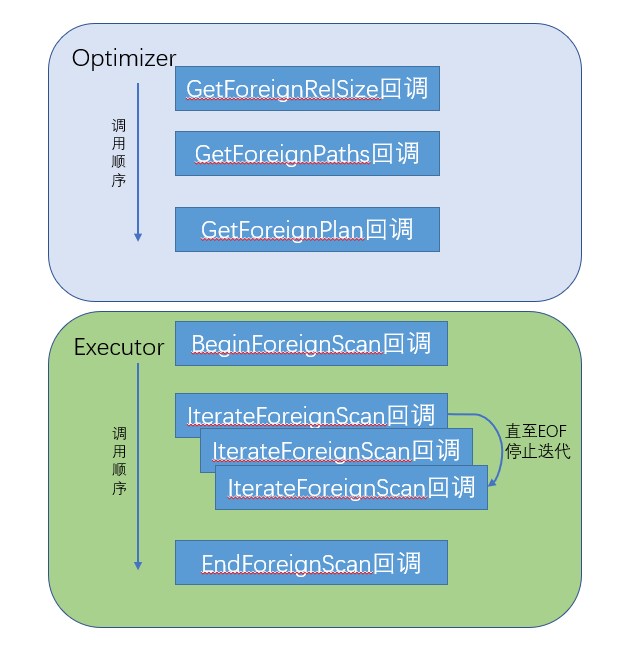 Optimizer
GetForeignRelSize回调
GetForeignPaths回调
GetForeignPlan回调
调
用
顺
序
Executor
BeginForeignScan回调
IterateForeignScan回调
IterateForeignScan回调
IterateForeignScan回调
直至EOF
停止迭代
调
用
顺
序
EndForeignScan回调